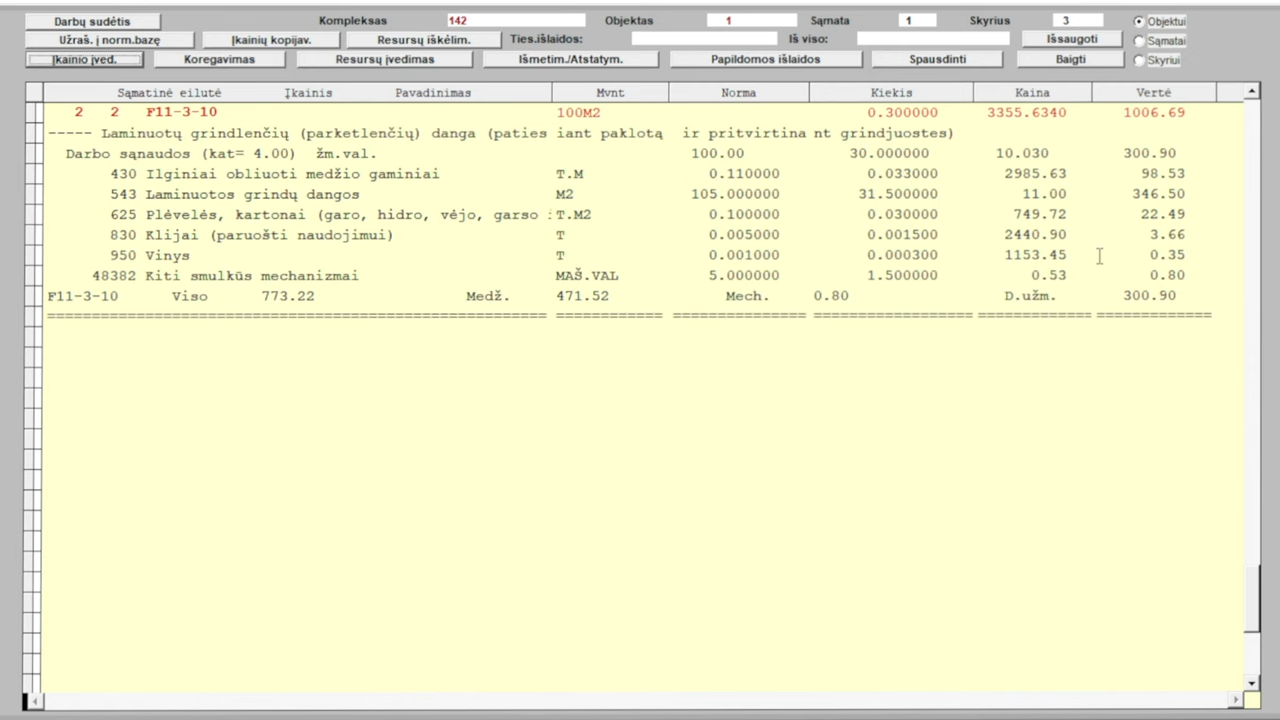 Darbų sudėtis Kompleksas 142 Objektas 1 Sąmata 1 Skyrius 3 Objektui
Užraš. į norm.bazę Įkainių kopijav. Resursų iškėlim. Ties.išlaidos: Iš viso: Išsaugoti Sąmatai
Įkainio įved. Koregavimas Resursų įvedimas Išmetim./Atstatym. Papildomos išlaidos Spausdinti Baigti Skyriui
Sąmatinė eilutė Įkainis Pavadinimas Mvnt Norma Kiekis Kaina Vertė
2 2 F11-3-10 100M2 0.300000 3355.6340 1006.69
----- Laminuotų grindlenčių (parketlenčių) danga (paties iant paklotą ir pritvirtina nt grindjuostes)
Darbo sąnaudos (kat= 4.00) žm.val. 100.00 30.000000 10.030 300.90
430 Ilginiai obliuoti medžio gaminiai T.M 0.110000 0.033000 2985.63 98.53
543 Laminuotos grindų dangos M2 105.000000 31.500000 11.00 346.50
625 Plėvelės, kartonai (garo, hidro, vėjo, garso T.M2 0.100000 0.030000 749.72 22.49
830 Klijai (paruošti naudojimui) T 0.005000 0.001500 2440.90 3.66
950 Vinys T 0.001000 0.000300 1153.45 0.35
48382 Kiti smulkūs mechanizmai MAŠ.VAL 5.000000 1.500000 0.53 0.80
F11-3-10 Viso 773.22 Medž. 471.52 Mech. 0.80 D.užm. 300.90